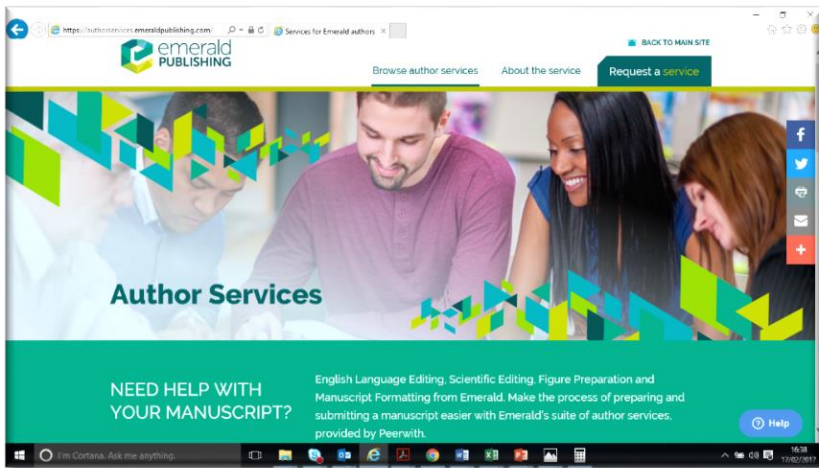 https://authorservices.emeraldpublishing.com/
Services for Emerald authors
emerald
PUBLISHING
BACK TO MAIN SITE
Browse author services
About the service
Request a service
Author Services
NEED HELP WITH
YOUR MANUSCRIPT?
English Language Editing, Scientific Editing, Figure Preparation and
Manuscript Formatting from Emerald. Make the process of preparing and
submitting a manuscript easier with Emerald's suite of author services,
provided by Peerwith.
Help
I'm Cortana. Ask me anything.
16:38
17/02/2017